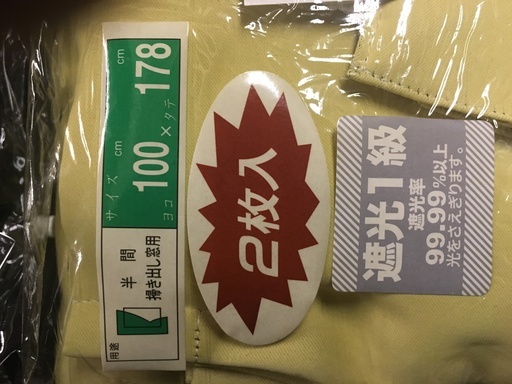 用途
半間
掃き出し窓用
サイズ cm cm
ヨコ 100 × タテ 178
2枚入
遮光1級
遮光率
99.99%以上
光をさえぎります。